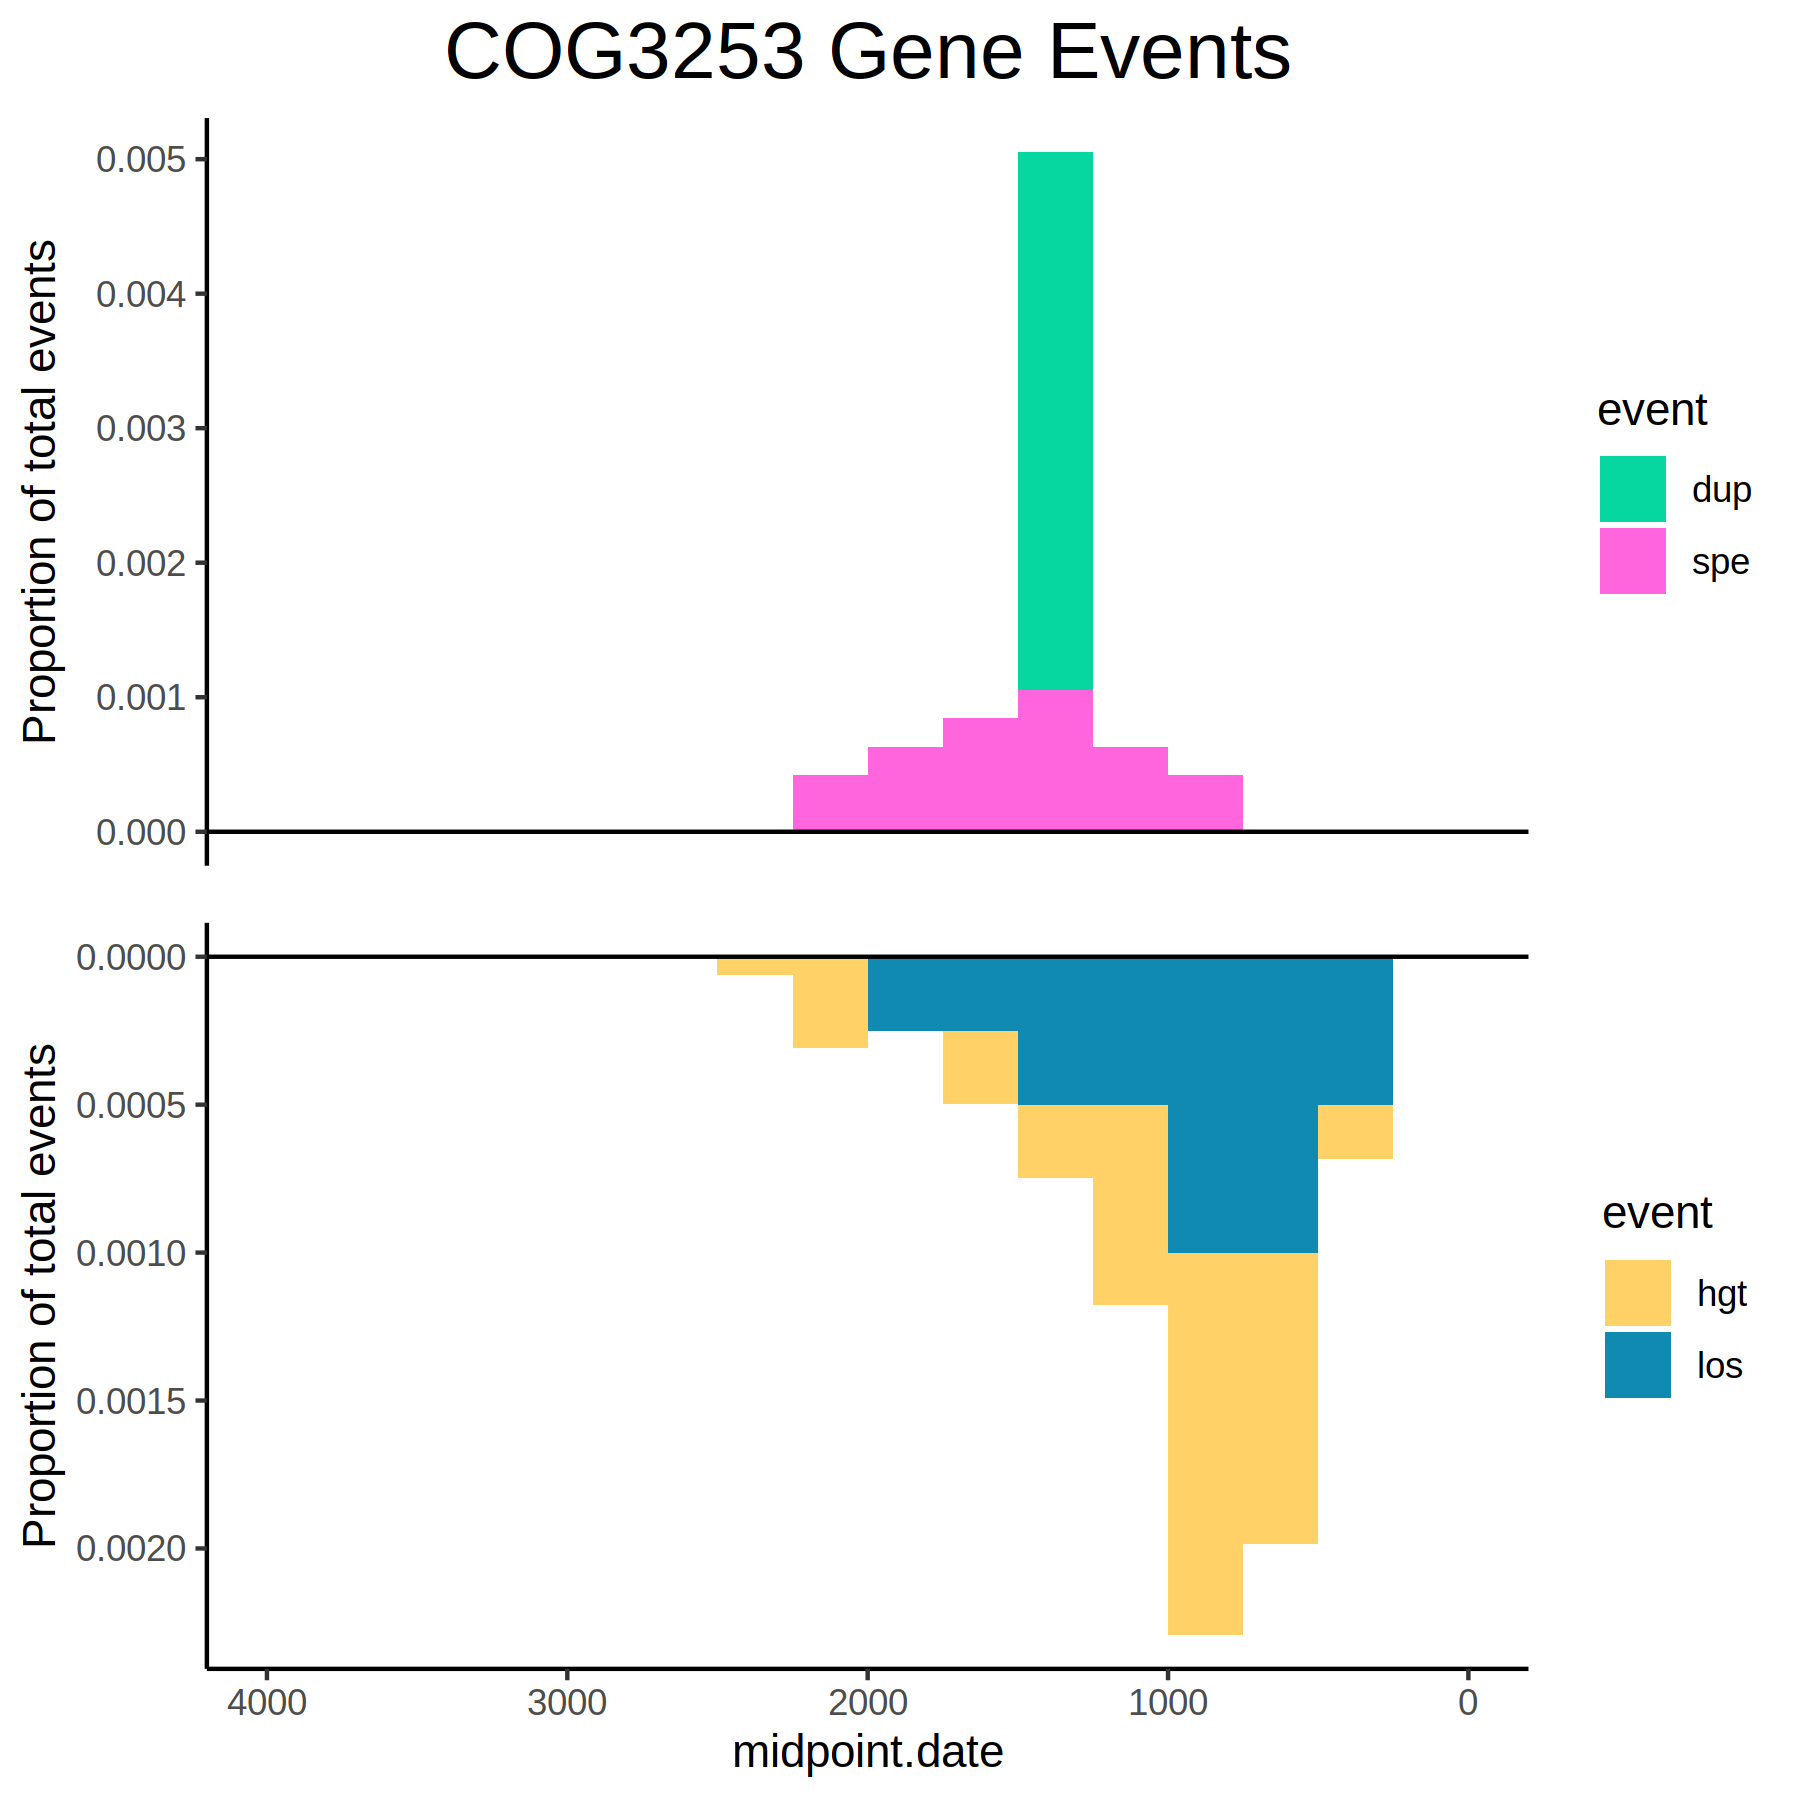 COG3253 Gene Events
Proportion of total events
0.005
0.004
0.003
0.002
0.001
0.000
event
dup
spe
Proportion of total events
0.0000
0.0005
0.0010
0.0015
0.0020
event
hgt
los
4000 3000 2000 1000 0
midpoint.date